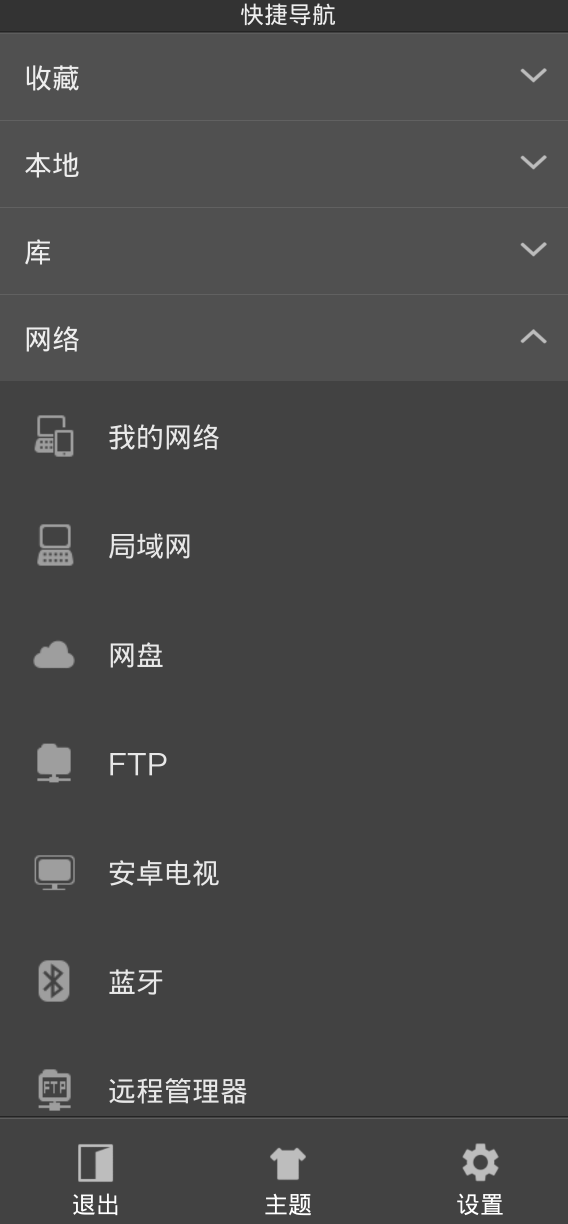 快捷导航
收藏
本地
库
网络
我的网络
局域网
网盘
FTP
安卓电视
蓝牙
FTP
远程管理器
退出
主题
设置